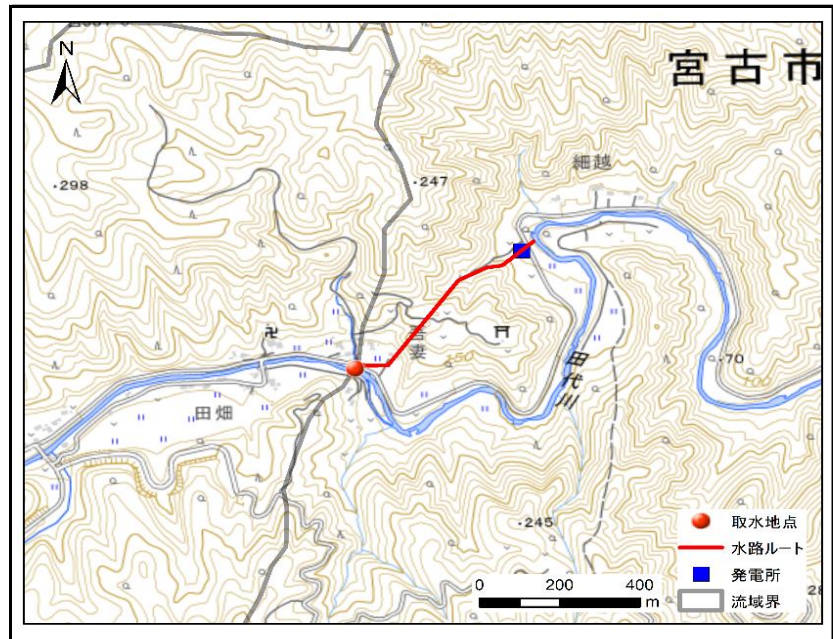 N
宮古市
250
細越
・298
・247
吾妻
150
田代川
・70
100
田畑
・245
取水地点
水路ルート
発電所
流域界
0 200 400
m